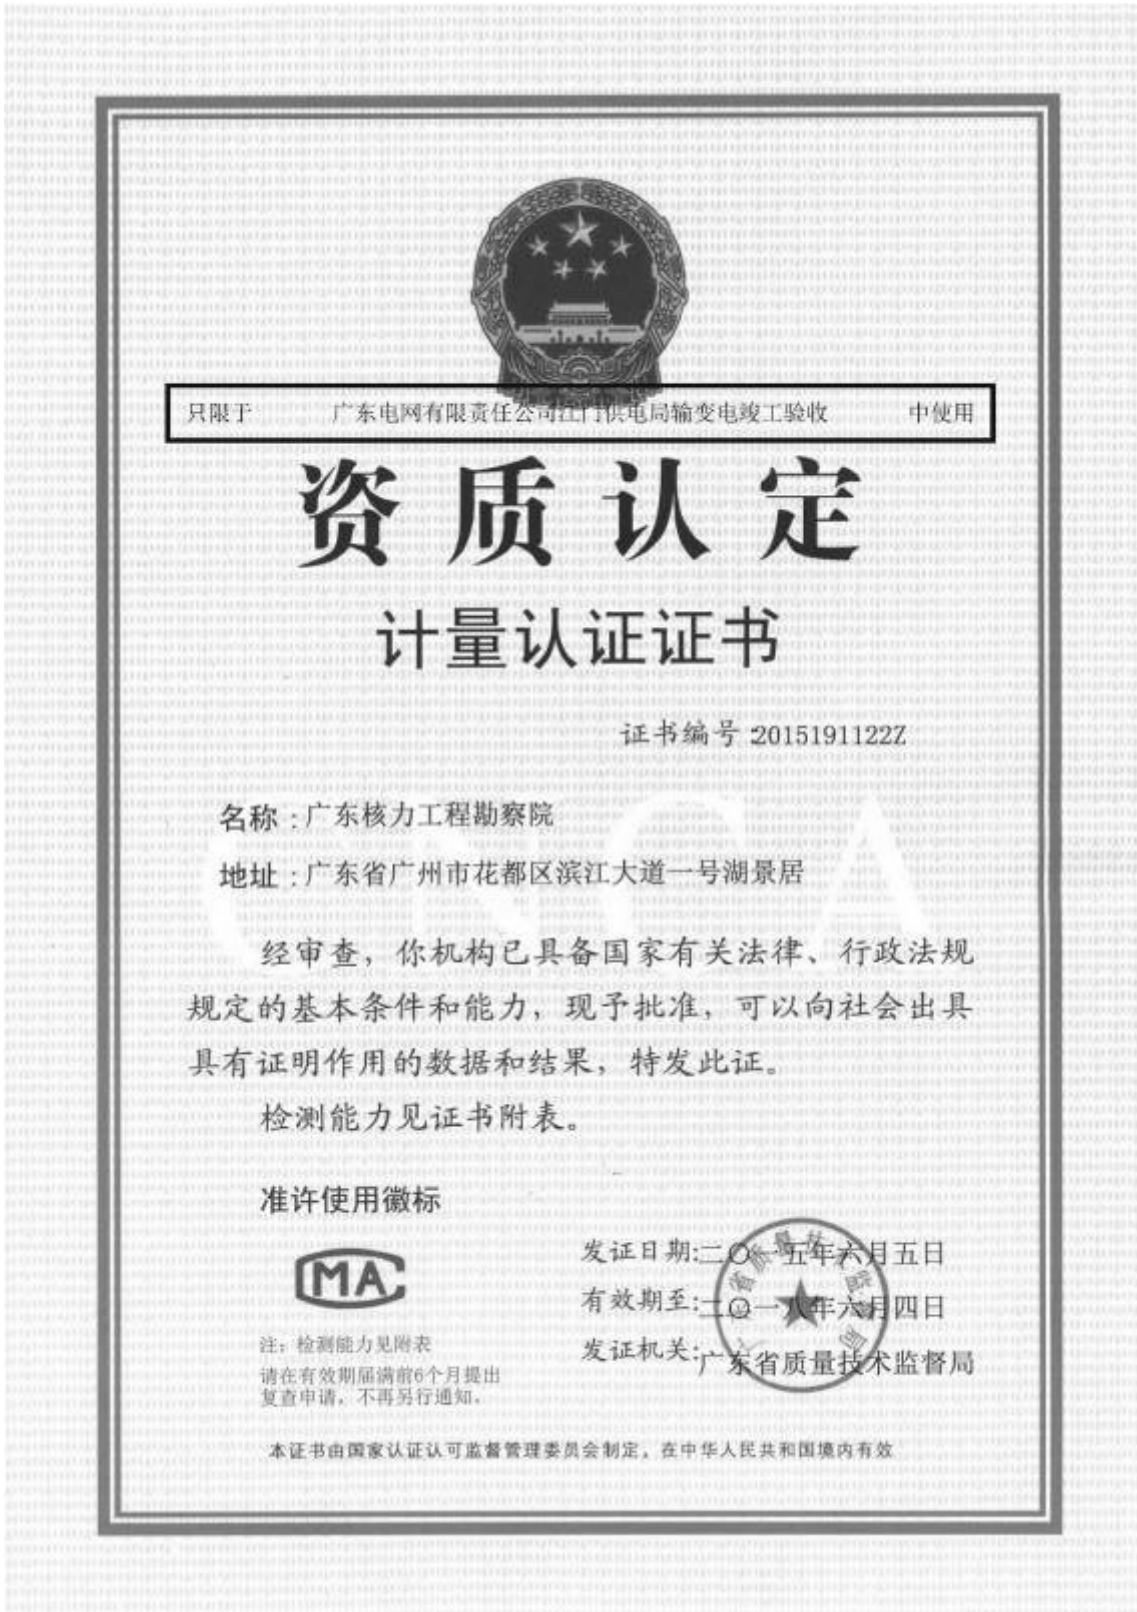 只限于 广东电网有限责任公司江门供电局输变电竣工验收 中使用
资质认定
计量认证证书
证书编号:2015191122Z
名称:广东核力工程勘察院
地址:广东省广州市花都区滨江大道一号湖景居
CNCA
经审查，你机构已具备国家有关法律、行政法规
规定的基本条件和能力，现予批准，可以向社会出具
具有证明作用的数据和结果，特发此证。
检测能力见证书附表。
准许使用徽标
MA
发证日期:二〇一五年六月五日
有效期至:二〇一八年六月四日
发证机关:广东省质量技术监督局
广东省质量技术监督局
注：检测能力见附表
请在有效期届满前6个月提出
复查申请，不再另行通知。
本证书由国家认证认可监督管理委员会制定，在中华人民共和国境内有效